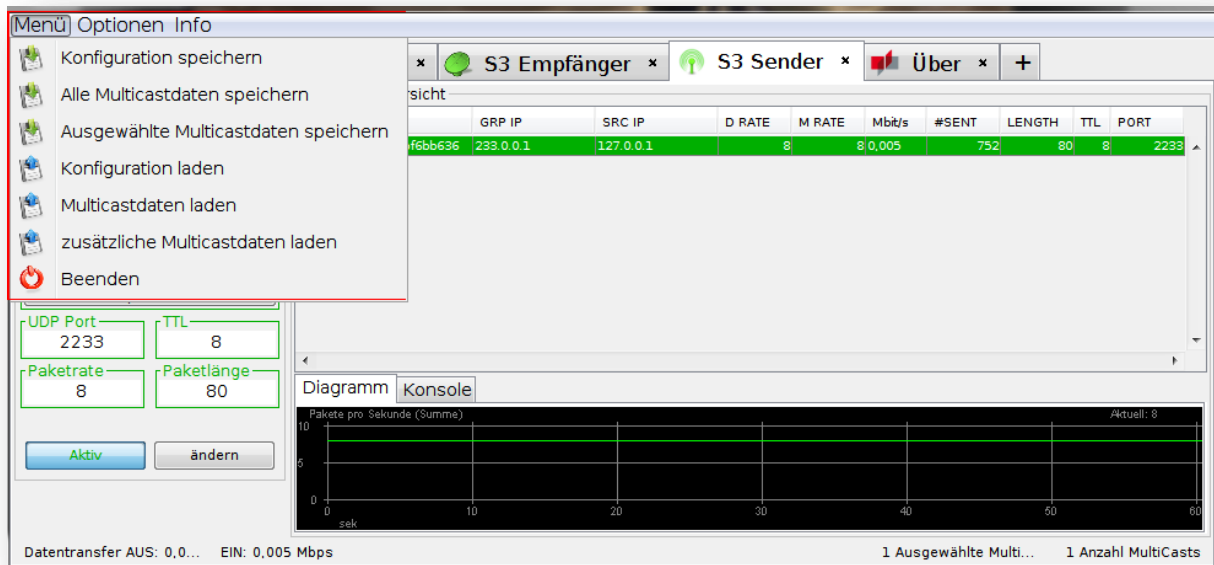 Menü Optionen Info
Konfiguration speichern
Alle Multicastdaten speichern
Ausgewählte Multicastdaten speichern
Konfiguration laden
Multicastdaten laden
zusätzliche Multicastdaten laden
Beenden
S3 Empfänger
S3 Sender
Über
+
GRP IP SRC IP D RATE M RATE Mbit/s #SENT LENGTH TTL PORT
233.0.0.1 127.0.0.1 8 8 0,005 752 80 8 2233
UDP Port TTL
2233 8
Paketrate Paketlänge
8 80
Aktiv ändern
Diagramm Konsole
Pakete pro Sekunde (Summe) Aktuell: 8
10
5
0
0 10 20 30 40 50 60
sek
Datentransfer AUS: 0,0... EIN: 0,005 Mbps 1 Ausgewählte Multi... 1 Anzahl MultiCasts